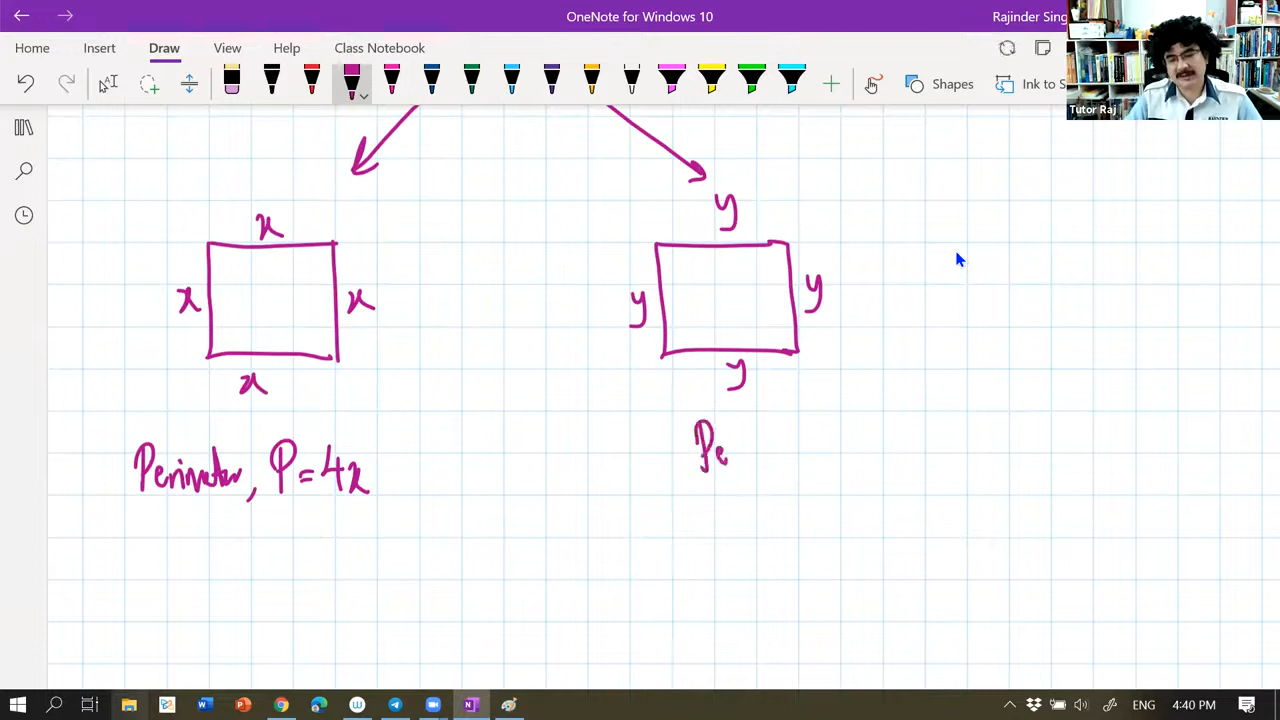 OneNote for Windows 10
Rajinder Sing
Home Insert Draw View Help Class Notebook
Shapes
Ink to S
Tutor Raj
x
x
x
x
y
y
y
y
Perimeter, P=4x
Pe
ENG 4:40 PM